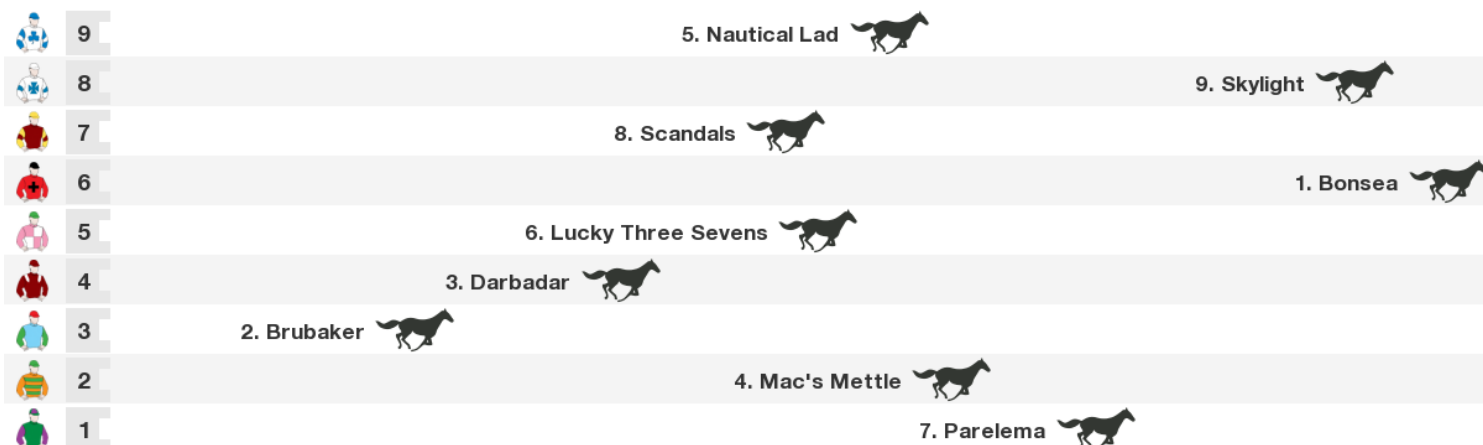 9 5. Nautical Lad
8 9. Skylight
7 8. Scandals
6 1. Bonsea
5 6. Lucky Three Sevens
4 3. Darbadar
3 2. Brubaker
2 4. Mac's Mettle
1 7. Parelema